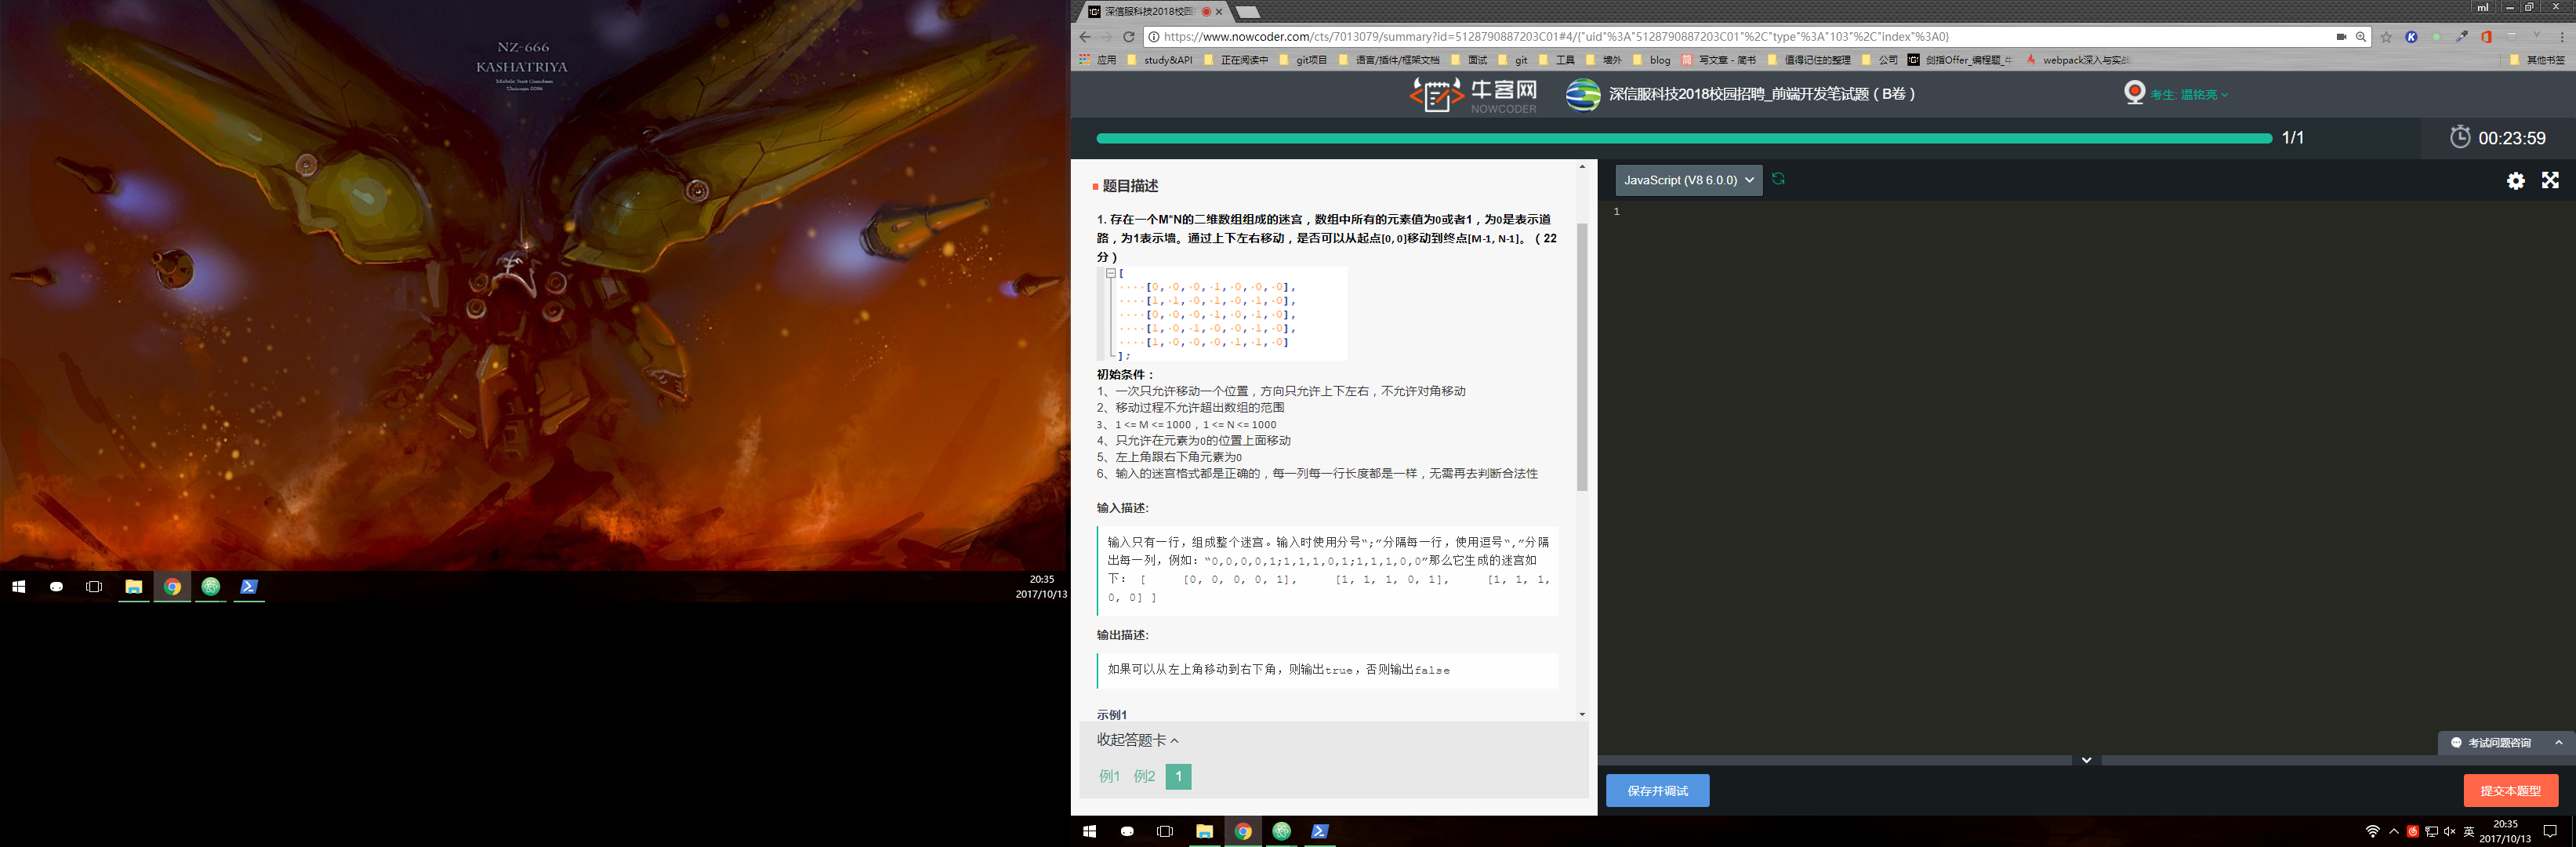 NZ-666
KASHATRIYA
Mobile Suit Gundam
Unicorn 0096
20:35
2017/10/13
深信服科技2018校园
ml
https://www.nowcoder.com/cts/7013079/summary?id=5128790887203C01#4/{"uid"%3A"5128790887203C01"%2C"type"%3A"103"%2C"index"%3A0}
应用 study&API 正在阅读中 git项目 语言/插件/框架文档 面试 git 工具 墙外 blog 写文章 - 简书 值得记住的整理 公司 剑指Offer_编程题_牛 webpack深入与实战 其他书签
牛客网
NOWCODER
深信服科技2018校园招聘_前端开发笔试题（B卷）
考生: 温铭亮
1/1
00:23:59
题目描述
1. 存在一个M*N的二维数组组成的迷宫，数组中所有的元素值为0或者1，为0是表示道
路，为1表示墙。通过上下左右移动，是否可以从起点[0, 0]移动到终点[M-1, N-1]。（22
分）
[
[0, 0, 0, 1, 0, 0, 0],
[1, 1, 0, 1, 0, 1, 0],
[0, 0, 0, 1, 0, 1, 0],
[1, 0, 1, 0, 0, 1, 0],
[1, 0, 0, 0, 1, 1, 0]
];
初始条件：
1、一次只允许移动一个位置，方向只允许上下左右，不允许对角移动
2、移动过程不允许超出数组的范围
3、1 <= M <= 1000，1 <= N <= 1000
4、只允许在元素为0的位置上面移动
5、左上角跟右下角元素为0
6、输入的迷宫格式都是正确的，每一列每一行长度都是一样，无需再去判断合法性
输入描述:
输入只有一行，组成整个迷宫。输入时使用分号“;”分隔每一行，使用逗号“,”分隔
出每一列，例如：“0,0,0,0,1;1,1,1,0,1;1,1,1,0,0”那么它生成的迷宫如
下： [ [0, 0, 0, 0, 1], [1, 1, 1, 0, 1], [1, 1, 1,
0, 0] ]
输出描述:
如果可以从左上角移动到右下角，则输出true，否则输出false
示例1
收起答题卡
例1 例2 1
JavaScript (V8 6.0.0)
1
考试问题咨询
保存并调试
提交本题型
英
20:35
2017/10/13